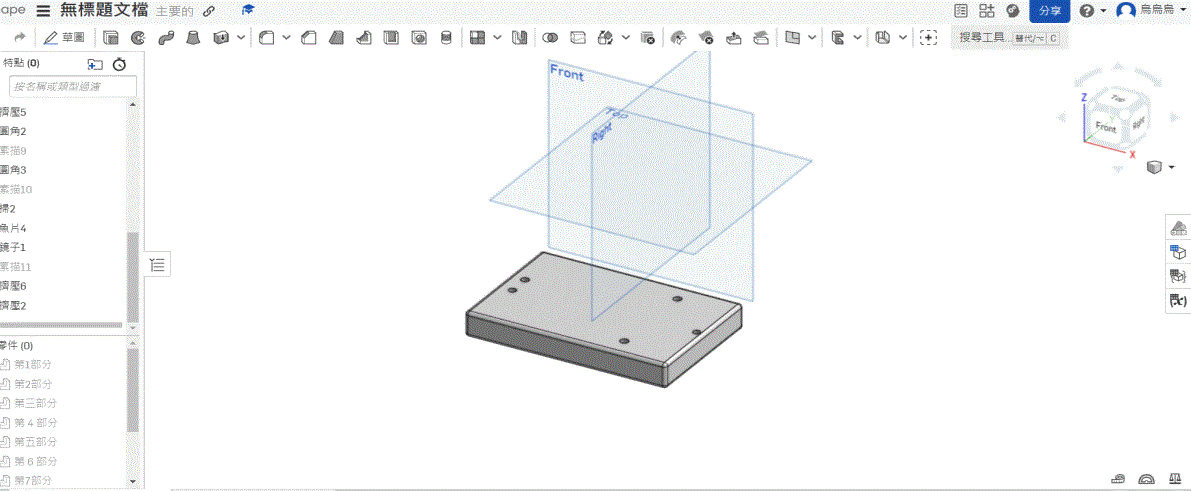 ape 無標題文檔 主要的 分享 烏烏烏
草圖 搜尋工具... 替代/⌥ C
特點 (0)
按名稱或類型過濾
擠壓5
圓角2
素描9
圓角3
素描10
掃2
魚片4
鏡子1
素描11
擠壓6
擠壓2
零件 (0)
第1部分
第2部分
第三部分
第 4 部分
第五部分
第 6 部分
第7部分
Front
Top
Right
Z
Top
Front
Right
Y
X